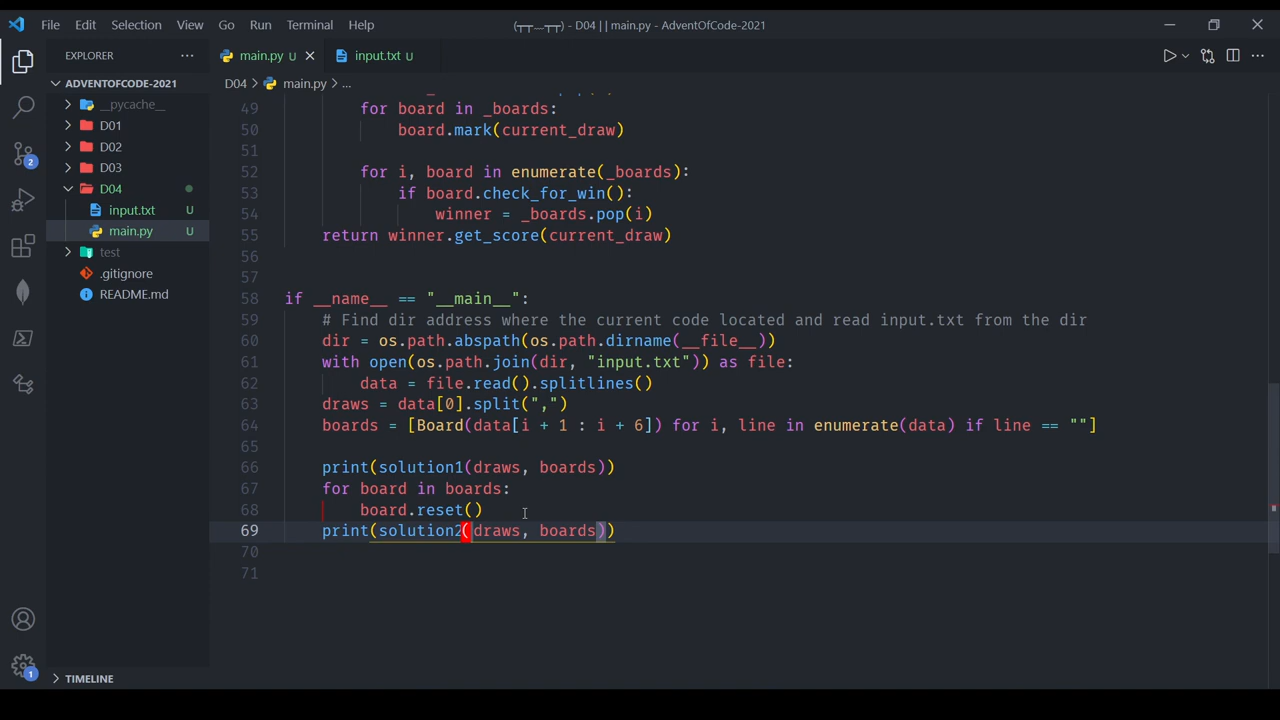 File Edit Selection View Go Run Terminal Help
(┬┬﹏┬┬) - D04 | | main.py - AdventOfCode-2021
EXPLORER ···
main.py U
input.txt U
ADVENTOFCODE-2021
D04 > main.py > ...
__pycache__
D01
D02
D03
D04
input.txt U
main.py U
test
.gitignore
README.md
49 for board in _boards:
50 board.mark(current_draw)
51
52 for i, board in enumerate(_boards):
53 if board.check_for_win():
54 winner = _boards.pop(i)
55 return winner.get_score(current_draw)
56
57
58 if __name__ == "__main__":
59 # Find dir address where the current code located and read input.txt from the dir
60 dir = os.path.abspath(os.path.dirname(__file__))
61 with open(os.path.join(dir, "input.txt")) as file:
62 data = file.read().splitlines()
63 draws = data[0].split(",")
64 boards = [Board(data[i + 1 : i + 6]) for i, line in enumerate(data) if line == ""]
65
66 print(solution1(draws, boards))
67 for board in boards:
68 board.reset()
69 print(solution2(draws, boards))
70
71
2
1
TIMELINE